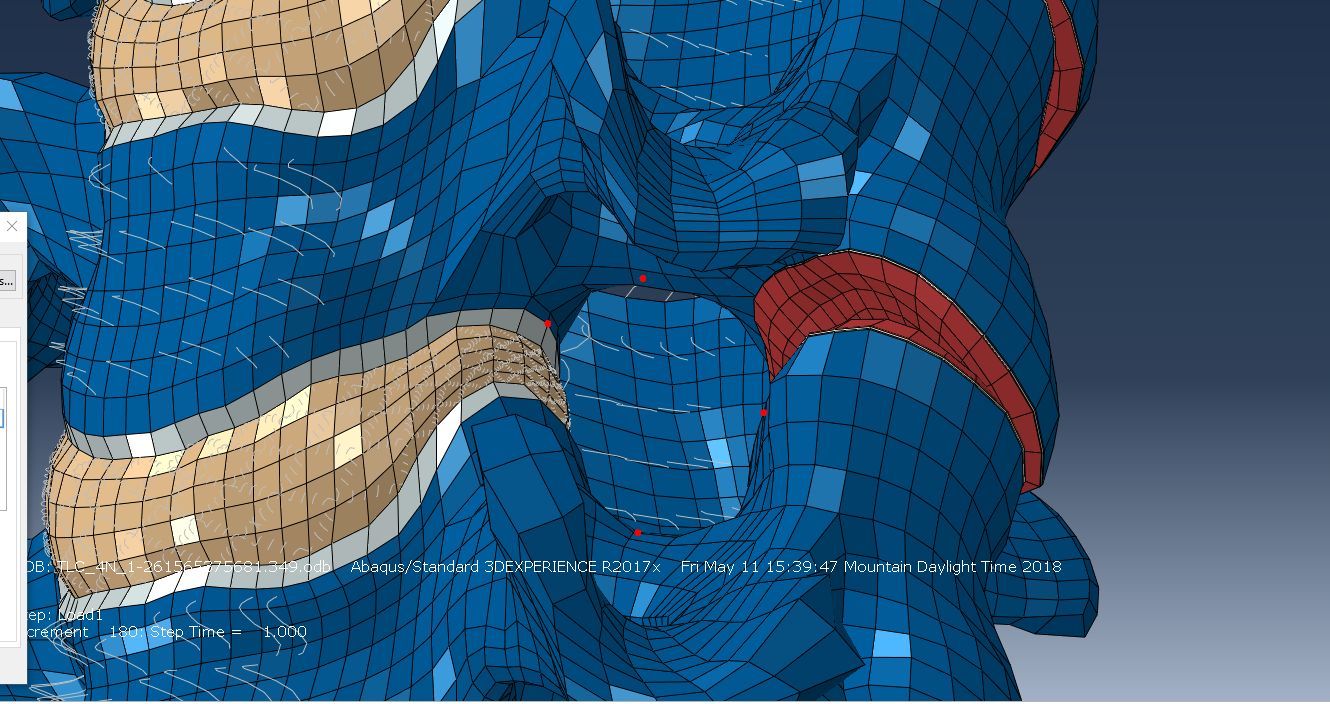 s...
DB: TLC_4N_1-261565375681.349.odb    Abaqus/Standard 3DEXPERIENCE R2017x    Fri May 11 15:39:47 Mountain Daylight Time 2018
tep: Load1
crement    180: Step Time =    1.000